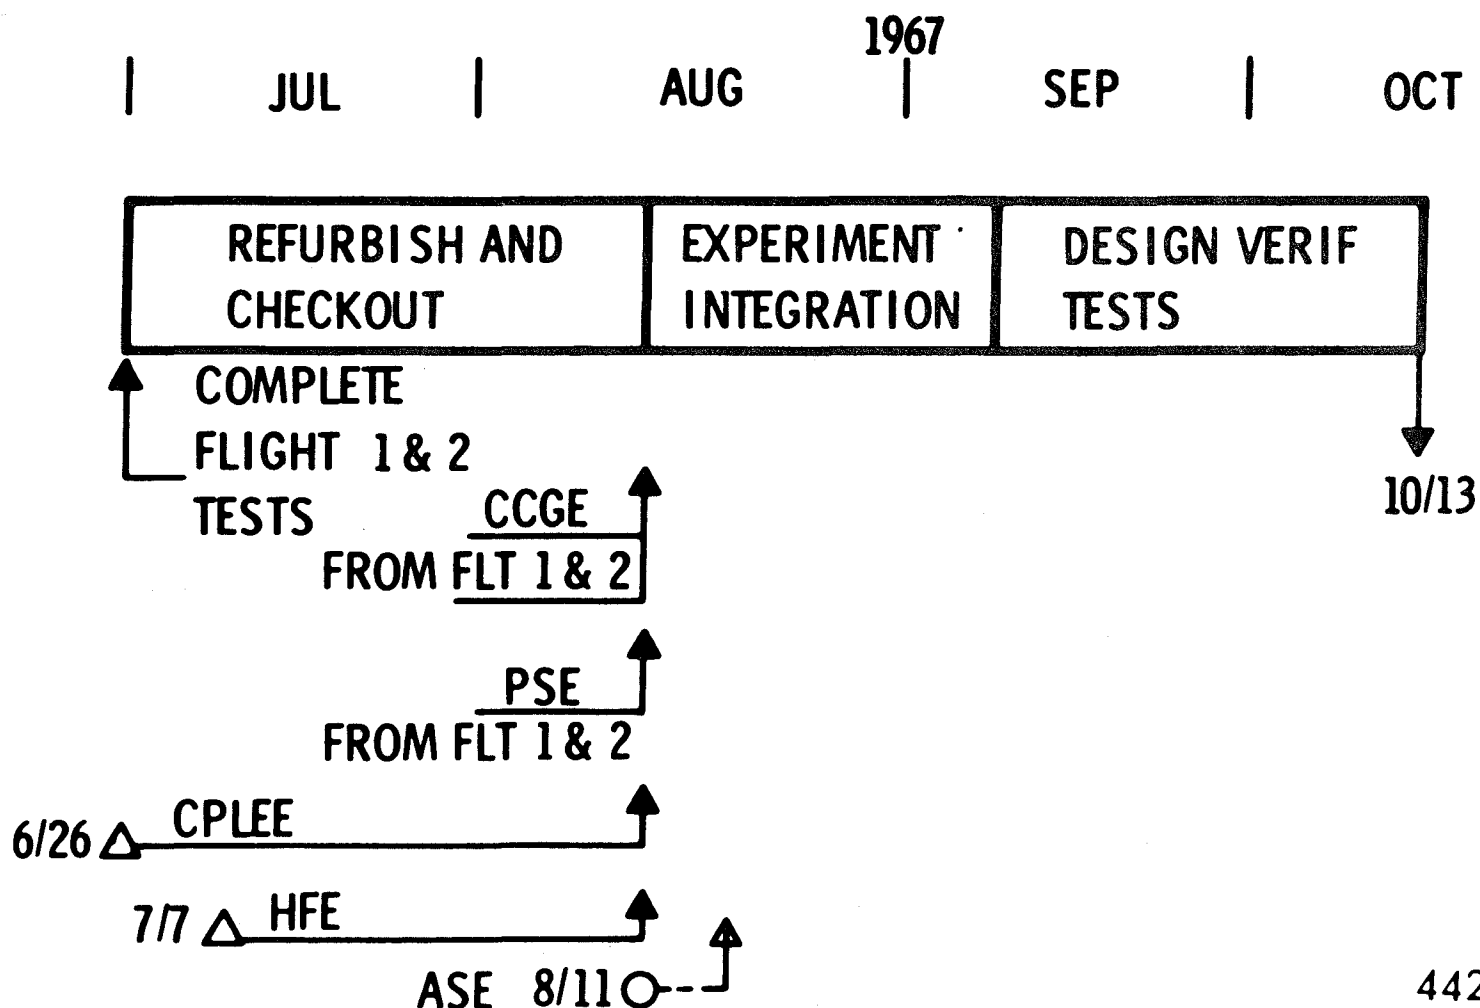 1967
JUL AUG SEP OCT
REFURBISH AND
CHECKOUT
EXPERIMENT
INTEGRATION
DESIGN VERIF
TESTS
COMPLETE
FLIGHT 1 & 2
TESTS
10/13
CCGE
FROM FLT 1 & 2
PSE
FROM FLT 1 & 2
6/26 CPLEE
7/7 HFE
ASE 8/11
442